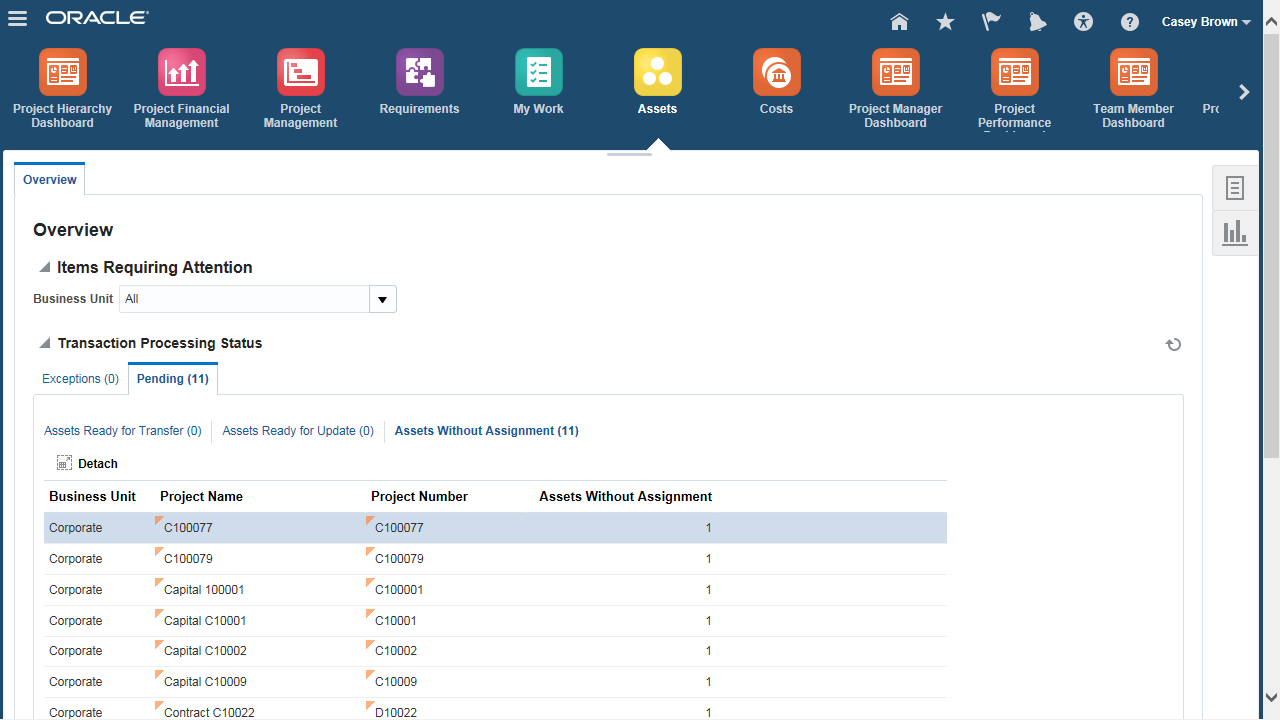 ORACLE
Casey Brown
Project Hierarchy Dashboard
Project Financial Management
Project Management
Requirements
My Work
Assets
Costs
Project Manager Dashboard
Project Performance
Team Member Dashboard
Overview
Overview
Items Requiring Attention
Business Unit All
Transaction Processing Status
Exceptions (0) Pending (11)
Assets Ready for Transfer (0) Assets Ready for Update (0) Assets Without Assignment (11)
Detach
Business Unit Project Name Project Number Assets Without Assignment
Corporate C100077 C100077 1
Corporate C100079 C100079 1
Corporate Capital 100001 C100001 1
Corporate Capital C10001 C10001 1
Corporate Capital C10002 C10002 1
Corporate Capital C10009 C10009 1
Corporate Contract C10022 D10022 1